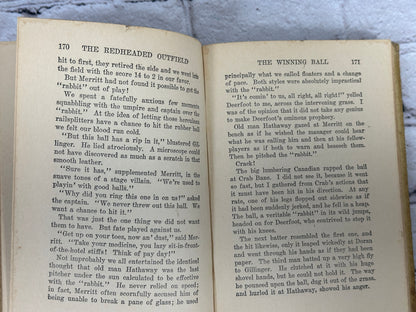 170 THE REDHEADED OUTFIELD
hit to first, they retired the side and we went into
the field with the score 14 to 2 in our favor.
But Merritt had not found it possible to get the
"rabbit" out of play!
We spent a fatefully anxious few moments
squabbling with the umpire and captain over the
"rabbit." At the idea of letting those herculean
railsplitters have a chance to hit the rubber ball
we felt our blood run cold.
"But this ball has a rip in it," blustered Gil-
linger. He lied atrociously. A microscope could
not have discovered as much as a scratch in that
smooth leather.
"Sure it has," supplemented Merritt, in the
suave tones of a stage villain. "We're used to
playin' with good balls."
"Why did you ring this one in on us?" asked
the captain. "We never threw out this ball. We
want a chance to hit it."
That was just the one thing we did not want
them to have. But fate played against us.
"Get up on your toes, now an' dust," said Mer-
ritt. "Take your medicine, you lazy sit-in-front-
of-the-hotel stiffs! Think of pay day!"
Not improbably we all entertained the identical
thought that old man Hathaway was the last
pitcher under the sun calculated to be effective
with the "rabbit." He never relied on speed;
in fact, Merritt often scornfully accused him of
being unable to break a pane of glass; he used
THE WINNING BALL 171
principally what we called floaters and a change
of pace. Both styles were absolutely impractical
with the "rabbit."
"It's comin' to us, all right, all right!" yelled
Deerfoot to me, across the intervening grass. I
was of the opinion that it did not take any genius
to make Deerfoot's ominous prophecy.
Old man Hathaway gazed at Merritt on the
bench as if he wished the manager could hear
what he was calling him and then at his fellow-
players as if both to warn and beseech them.
Then he pitched the "rabbit."
Crack!
The big lumbering Canadian rapped the ball
at Crab Bane. I did not see it, because it went
so fast, but I gathered from Crab's actions that
it must have been hit in his direction. At any
rate, one of his legs flopped out sidewise as if
it had been suddenly jerked, and he fell in a heap.
The ball, a veritable "rabbit" in its wild jumps,
headed on for Deerfoot, who contrived to stop it
with his knees.
The next batter resembled the first one, and
the hit likewise, only it leaped wickedly at Doran
and went through his hands as if they had been
paper. The third man batted up a very high fly
to Gillinger. He clutched at it with his huge
shovel hands, but he could not hold it. The way
he pounced upon the ball, dug it out of the grass,
and hurled it at Hathaway, showed his anger.